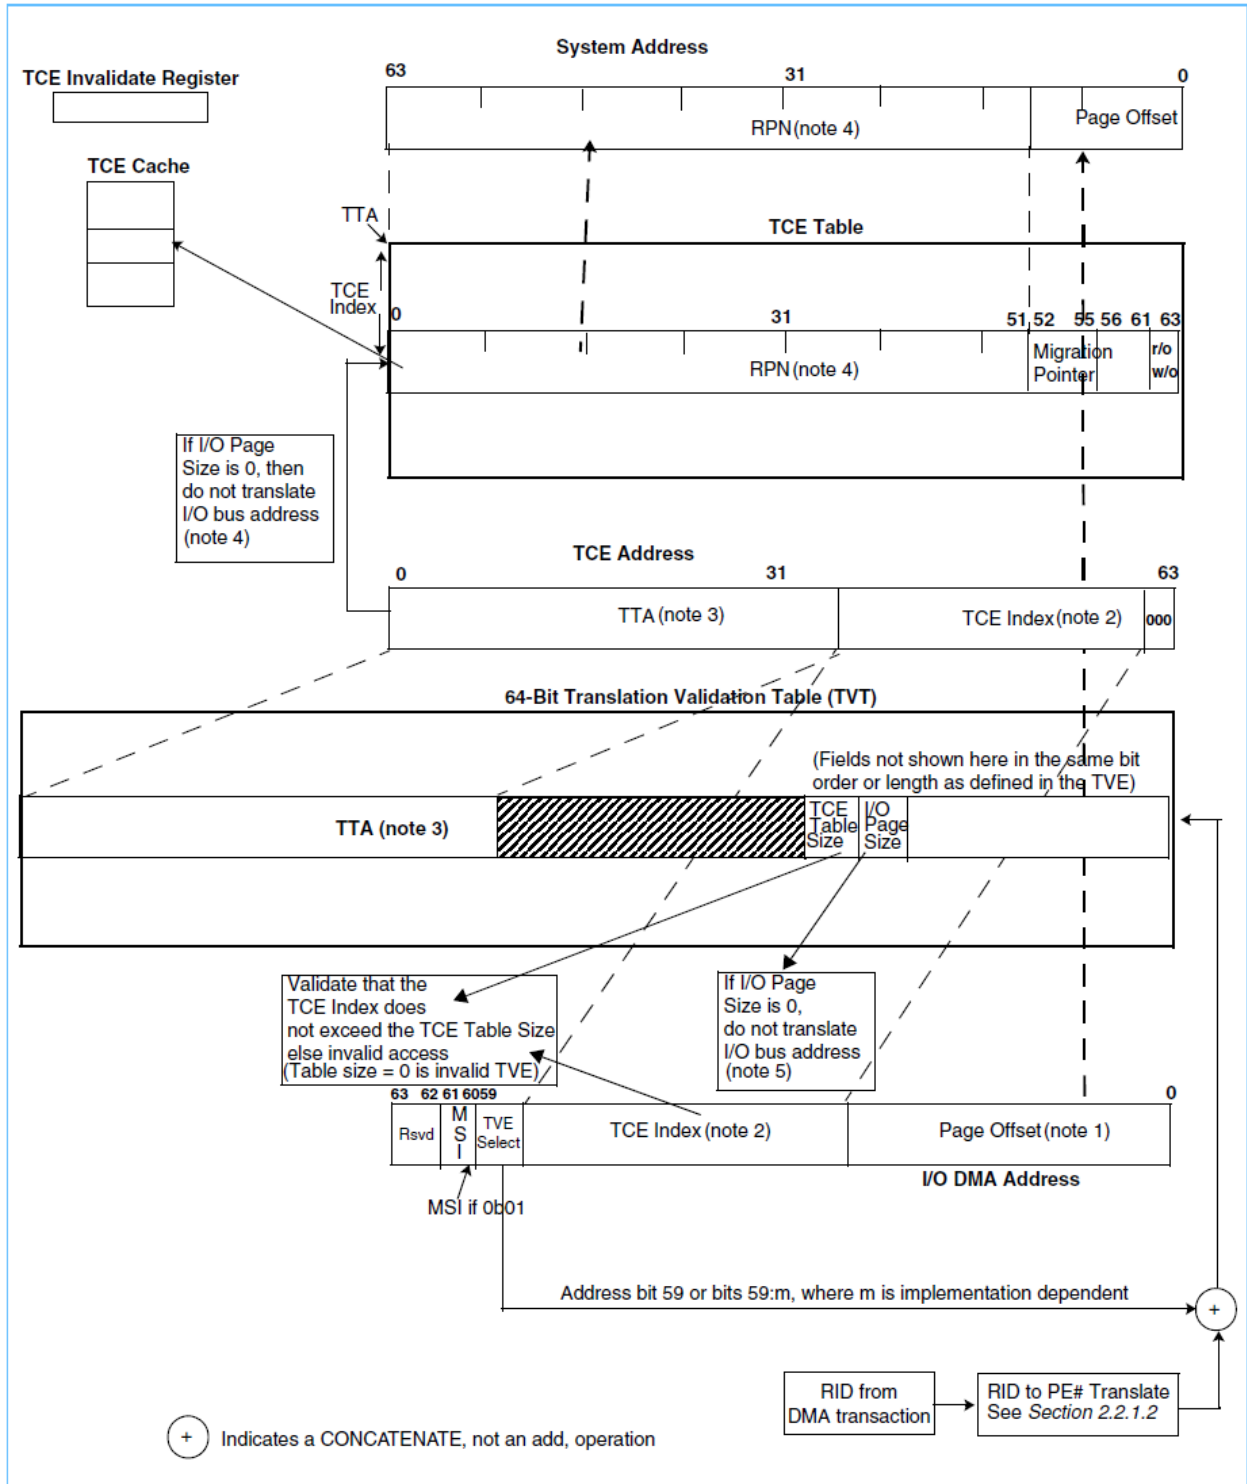 System Address
TCE Invalidate Register
63 31 0
RPN (note 4) Page Offset
TCE Cache
TTA
TCE Table
TCE
Index
0 31 51 52 55 56 61 63
RPN (note 4)
Migration
Pointer
r/o
w/o
If I/O Page
Size is 0, then
do not translate
I/O bus address
(note 4)
TCE Address
0 31 63
TTA (note 3) TCE Index (note 2) 000
64-Bit Translation Validation Table (TVT)
(Fields not shown here in the same bit
order or length as defined in the TVE)
TTA (note 3)
TCE
Table
Size
I/O
Page
Size
Validate that the
TCE Index does
not exceed the TCE Table Size
else invalid access
(Table size = 0 is invalid TVE)
If I/O Page
Size is 0,
do not translate
I/O bus address
(note 5)
63 62 61 60 59 0
Rsvd
M
S
I
TVE
Select
TCE Index (note 2)
Page Offset (note 1)
I/O DMA Address
MSI if 0b01
Address bit 59 or bits 59:m, where m is implementation dependent
+
RID from
DMA transaction
RID to PE# Translate
See Section 2.2.1.2
+ Indicates a CONCATENATE, not an add, operation